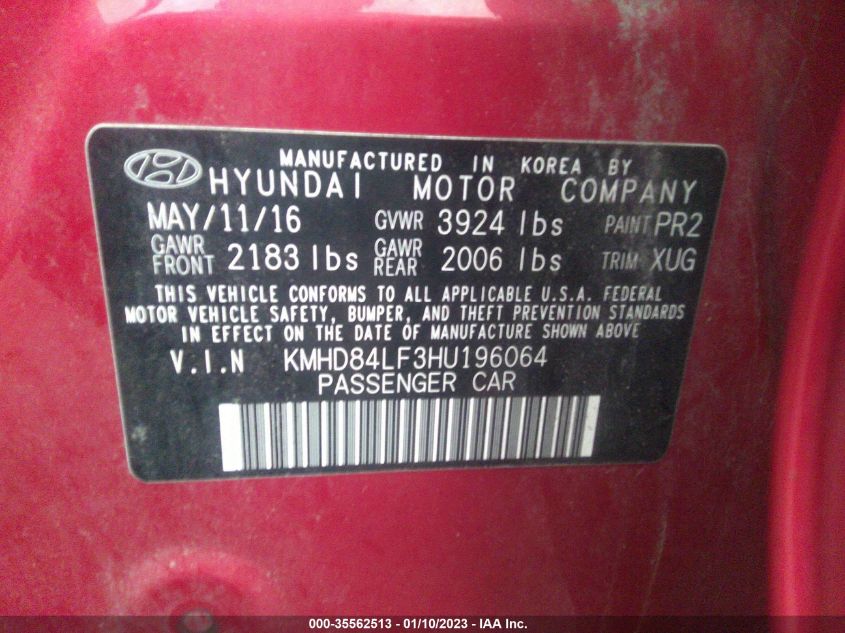 MANUFACTURED IN KOREA BY
HYUNDAI MOTOR COMPANY
MAY/11/16 GVWR 3924 lbs PAINT PR2
GAWR FRONT 2183 lbs GAWR REAR 2006 lbs TRIM XUG
THIS VEHICLE CONFORMS TO ALL APPLICABLE U.S.A. FEDERAL
MOTOR VEHICLE SAFETY, BUMPER, AND THEFT PREVENTION STANDARDS
IN EFFECT ON THE DATE OF MANUFACTURE SHOWN ABOVE
V.I.N KMHD84LF3HU196064
PASSENGER CAR
000-35562513 - 01/10/2023 - IAA Inc.